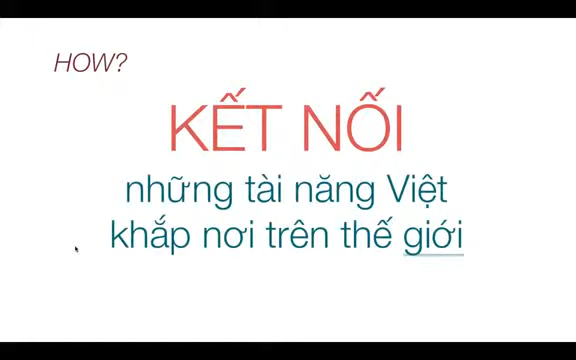 HOW?
KẾT NỐI
những tài năng Việt
khắp nơi trên thế giới